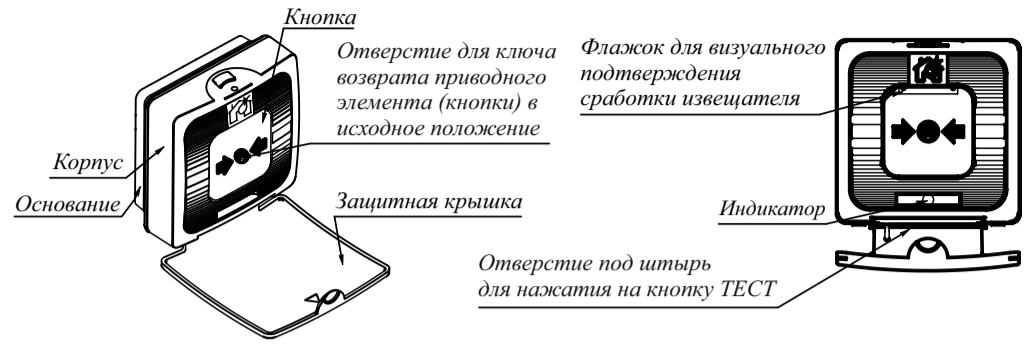 Кнопка
Отверстие для ключа
возврата приводного
элемента (кнопки) в
исходное положение
Корпус
Основание
Защитная крышка
Флажок для визуального
подтверждения
сработки извещателя
Индикатор
Отверстие под штырь
для нажатия на кнопку ТЕСТ